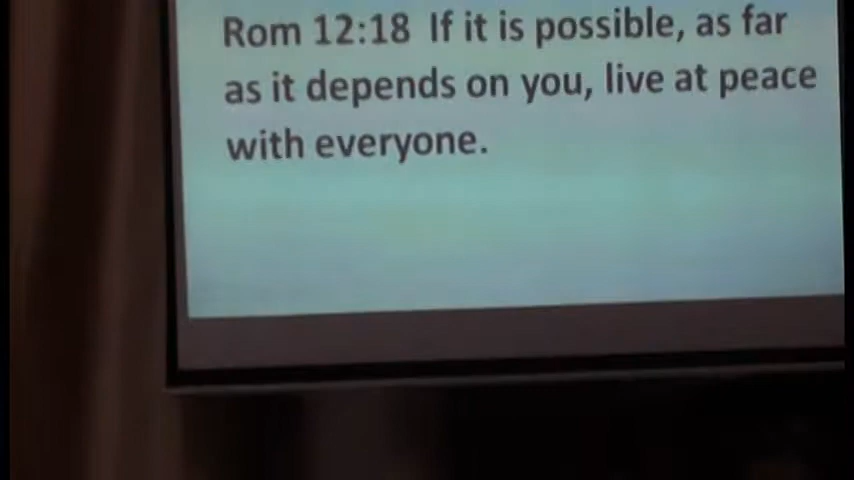 Rom 12:18 If it is possible, as far
as it depends on you, live at peace
with everyone.